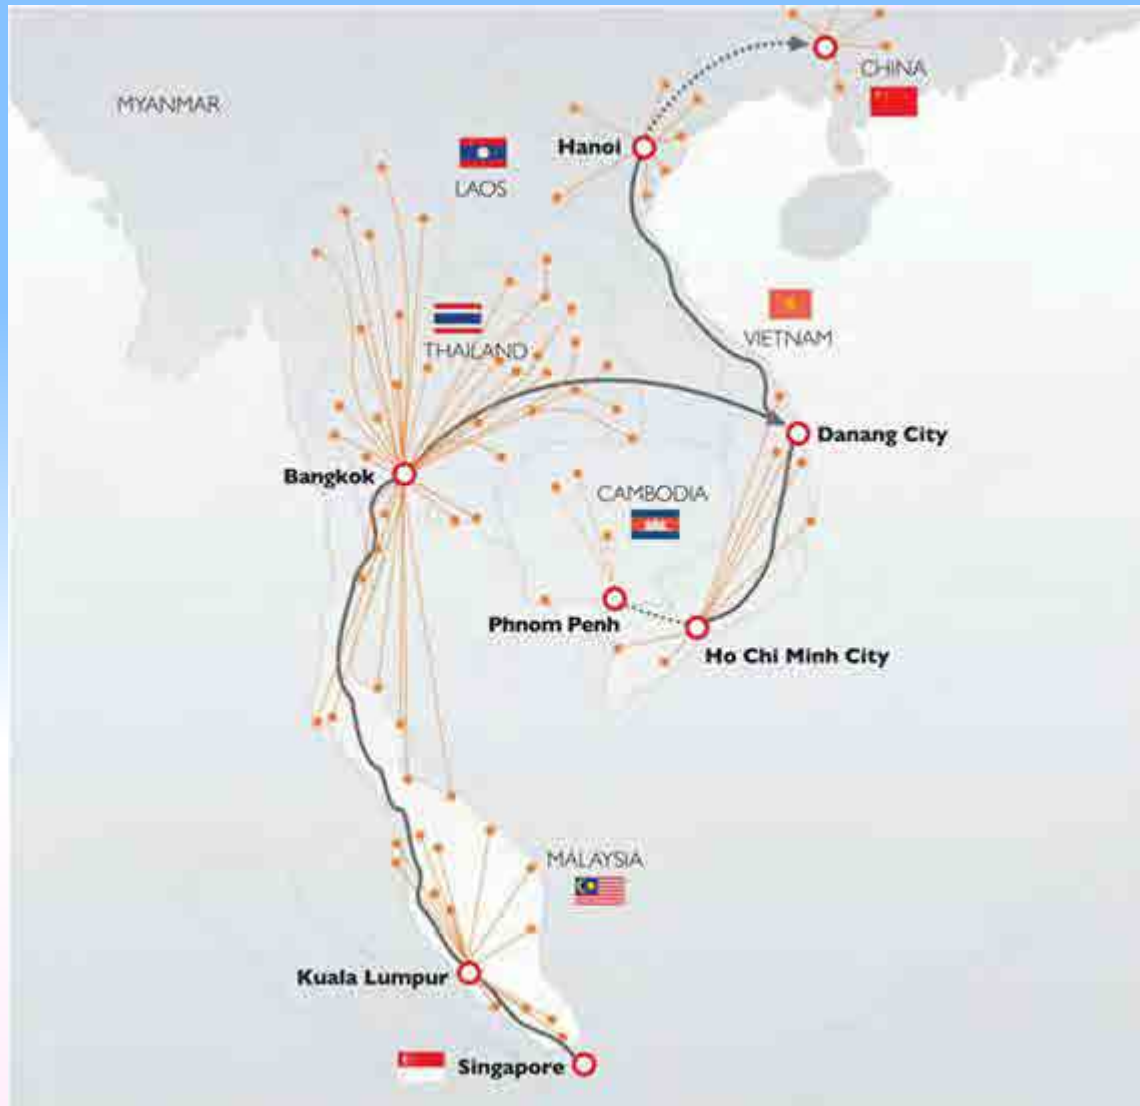 CHINA
MYANMAR
Hanoi
LAOS
VIETNAM
THAILAND
Danang City
Bangkok
CAMBODIA
Phnom Penh
Ho Chi Minh City
MALAYSIA
Kuala Lumpur
Singapore